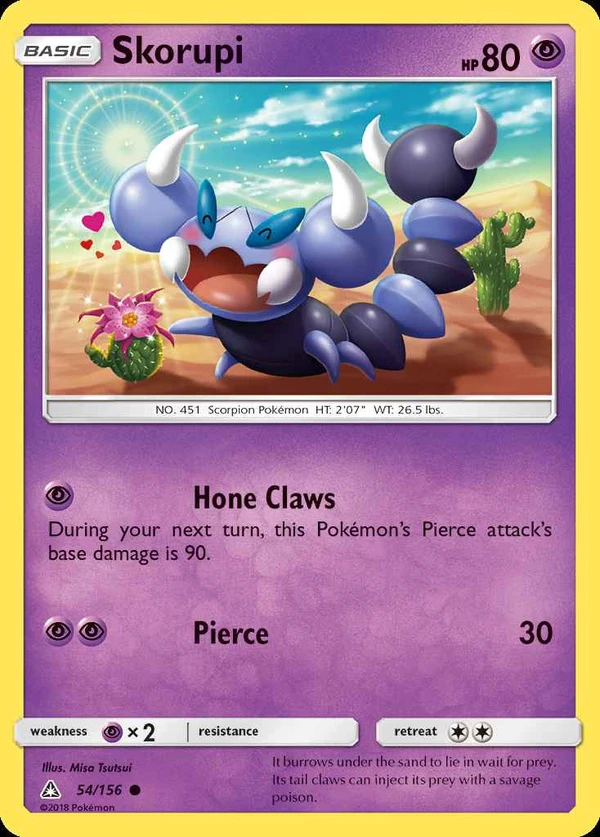 BASIC Skorupi HP 80
NO. 451 Scorpion Pokémon HT: 2'07" WT: 26.5 lbs.
Hone Claws
During your next turn, this Pokémon's Pierce attack's
base damage is 90.
Pierce 30
weakness ×2 resistance retreat
Illus. Misa Tsutsui
54/156
©2018 Pokémon
It burrows under the sand to lie in wait for prey.
Its tail claws can inject its prey with a savage
poison.